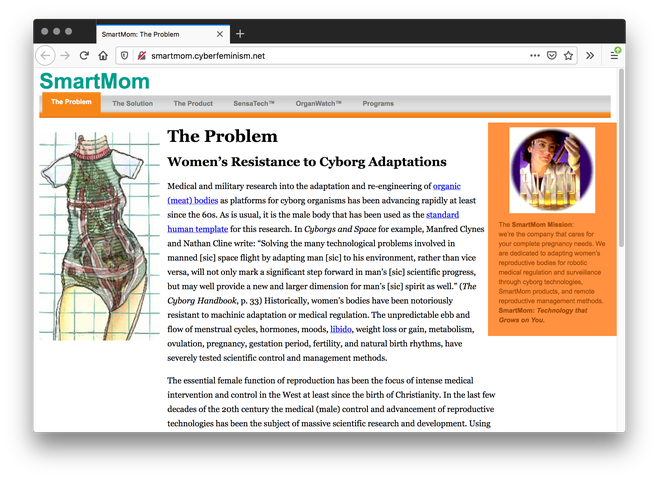 SmartMom: The Problem
smartmom.cyberfeminism.net
SmartMom
The Problem
The Solution
The Product
SensaTech™
OrganWatch™
Programs
The Problem
Women's Resistance to Cyborg Adaptations
Medical and military research into the adaptation and re-engineering of organic
(meat) bodies as platforms for cyborg organisms has been advancing rapidly at least
since the 60s. As is usual, it is the male body that has been used as the standard
human template for this research. In Cyborgs and Space for example, Manfred Clynes
and Nathan Cline write: “Solving the many technological problems involved in
manned [sic] space flight by adapting man [sic] to his environment, rather than vice
versa, will not only mark a significant step forward in man's [sic] scientific progress,
but may well provide a new and larger dimension for man's [sic] spirit as well.” (The
Cyborg Handbook, p. 33) Historically, women's bodies have been notoriously
resistant to machinic adaptation or medical regulation. The unpredictable ebb and
flow of menstrual cycles, hormones, moods, libido, weight loss or gain, metabolism,
ovulation, pregnancy, gestation period, fertility, and natural birth rhythms, have
severely tested scientific control and management methods.
The essential female function of reproduction has been the focus of intense medical
intervention and control in the West at least since the birth of Christianity. In the last few
decades of the 20th century the medical (male) control and advancement of reproductive
technologies has been the subject of massive scientific research and development. Using
The SmartMom Mission:
we're the company that cares for
your complete pregnancy needs. We
are dedicated to adapting women's
reproductive bodies for robotic
medical regulation and surveillance
through cyborg technologies,
SmartMom products, and remote
reproductive management methods.
SmartMom: Technology that
Grows on You.